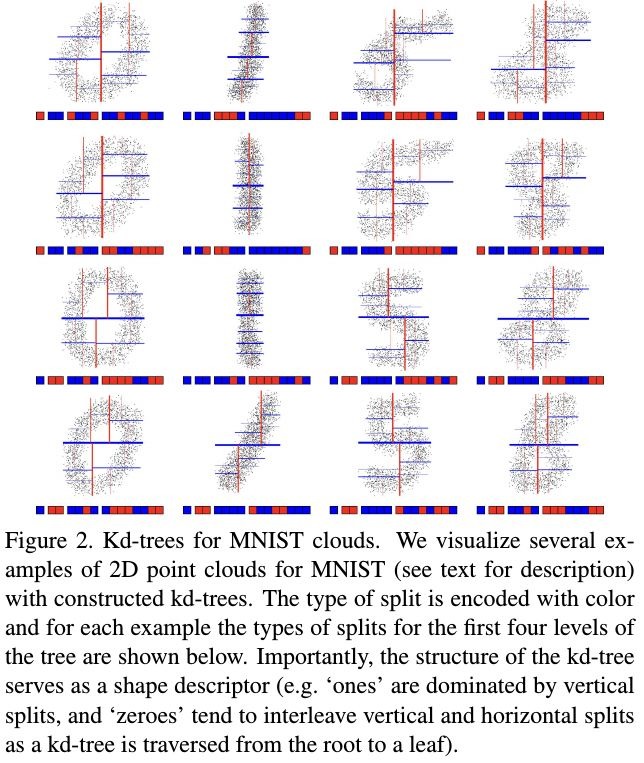 Figure 2. Kd-trees for MNIST clouds. We visualize several ex-
amples of 2D point clouds for MNIST (see text for description)
with constructed kd-trees. The type of split is encoded with color
and for each example the types of splits for the first four levels of
the tree are shown below. Importantly, the structure of the kd-tree
serves as a shape descriptor (e.g. ‘ones’ are dominated by vertical
splits, and ‘zeroes’ tend to interleave vertical and horizontal splits
as a kd-tree is traversed from the root to a leaf).